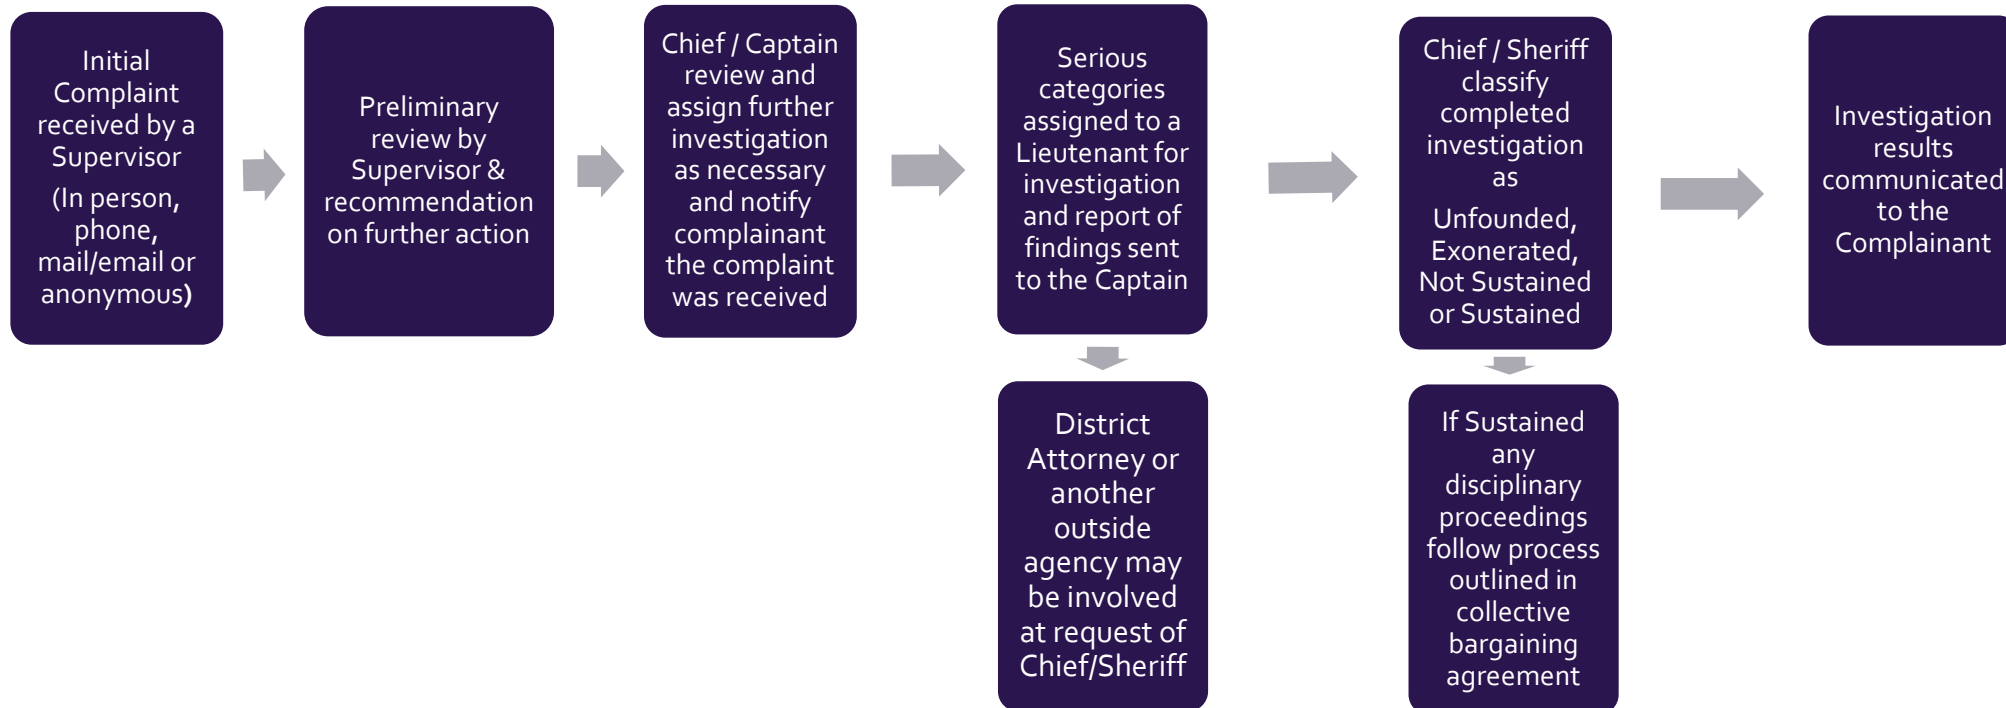 Initial
Complaint
received by a
Supervisor
(In person,
phone,
mail/email or
anonymous)
Preliminary
review by
Supervisor &
recommendation
on further action
Chief / Captain
review and
assign further
investigation
as necessary
and notify
complainant
the complaint
was received
Serious
categories
assigned to a
Lieutenant for
investigation
and report of
findings sent
to the Captain
Chief / Sheriff
classify
completed
investigation
as
Unfounded,
Exonerated,
Not Sustained
or Sustained
Investigation
results
communicated
to the
Complainant
District
Attorney or
another
outside
agency may
be involved
at request of
Chief/Sheriff
If Sustained
any
disciplinary
proceedings
follow process
outlined in
collective
bargaining
agreement